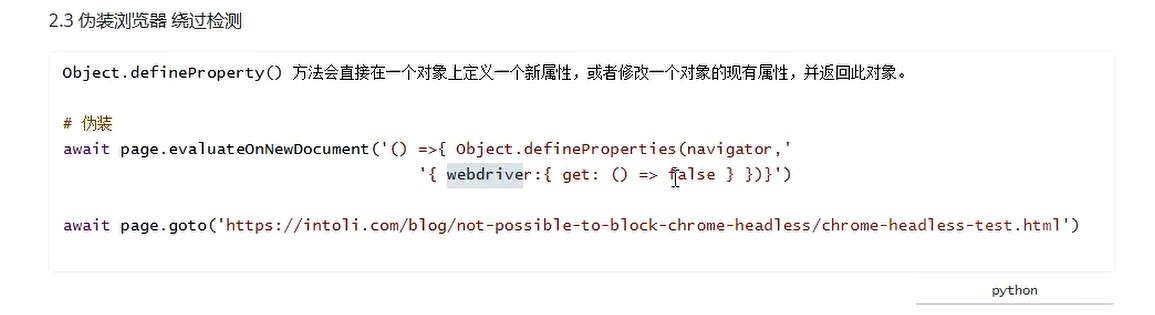 2.3 伪装浏览器 绕过检测
Object.defineProperty() 方法会直接在一个对象上定义一个新属性，或者修改一个对象的现有属性，并返回此对象。
# 伪装
await page.evaluateOnNewDocument('() =>{ Object.defineProperties(navigator,'
'{ webdriver:{ get: () => false } })}')
await page.goto('https://intoli.com/blog/not-possible-to-block-chrome-headless/chrome-headless-test.html')
python